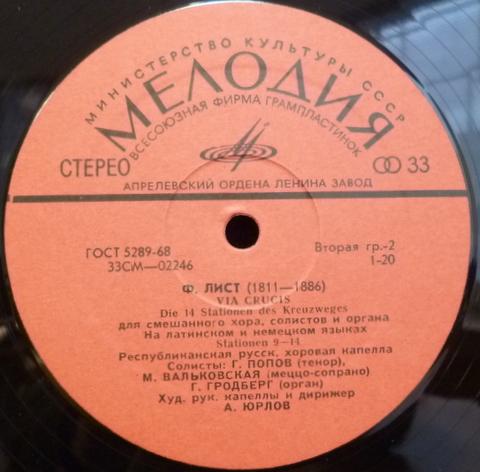 МИНИСТЕРСТВО КУЛЬТУРЫ СССР
МЕЛОДИЯ
ВСЕСОЮЗНАЯ ФИРМА ГРАМПЛАСТИНОК
СТЕРЕО
33
АПРЕЛЕВСКИЙ ОРДЕНА ЛЕНИНА ЗАВОД
ГОСТ 5289-68
Вторая гр.-2
33СМ—02246
1-20
Ф. ЛИСТ (1811—1886)
VIA CRUCIS
Die 14 Stationen des Kreuzweges
для смешанного хора, солистов и органа
На латинском и немецком языках
Stationen 9—14
Республиканская русск. хоровая капелла
Солисты: Г. ПОПОВ (тенор),
М. ВАЛЬКОВСКАЯ (меццо-сопрано)
Г. ГРОДБЕРГ (орган)
Худ. рук. капеллы и дирижер
А. ЮРЛОВ